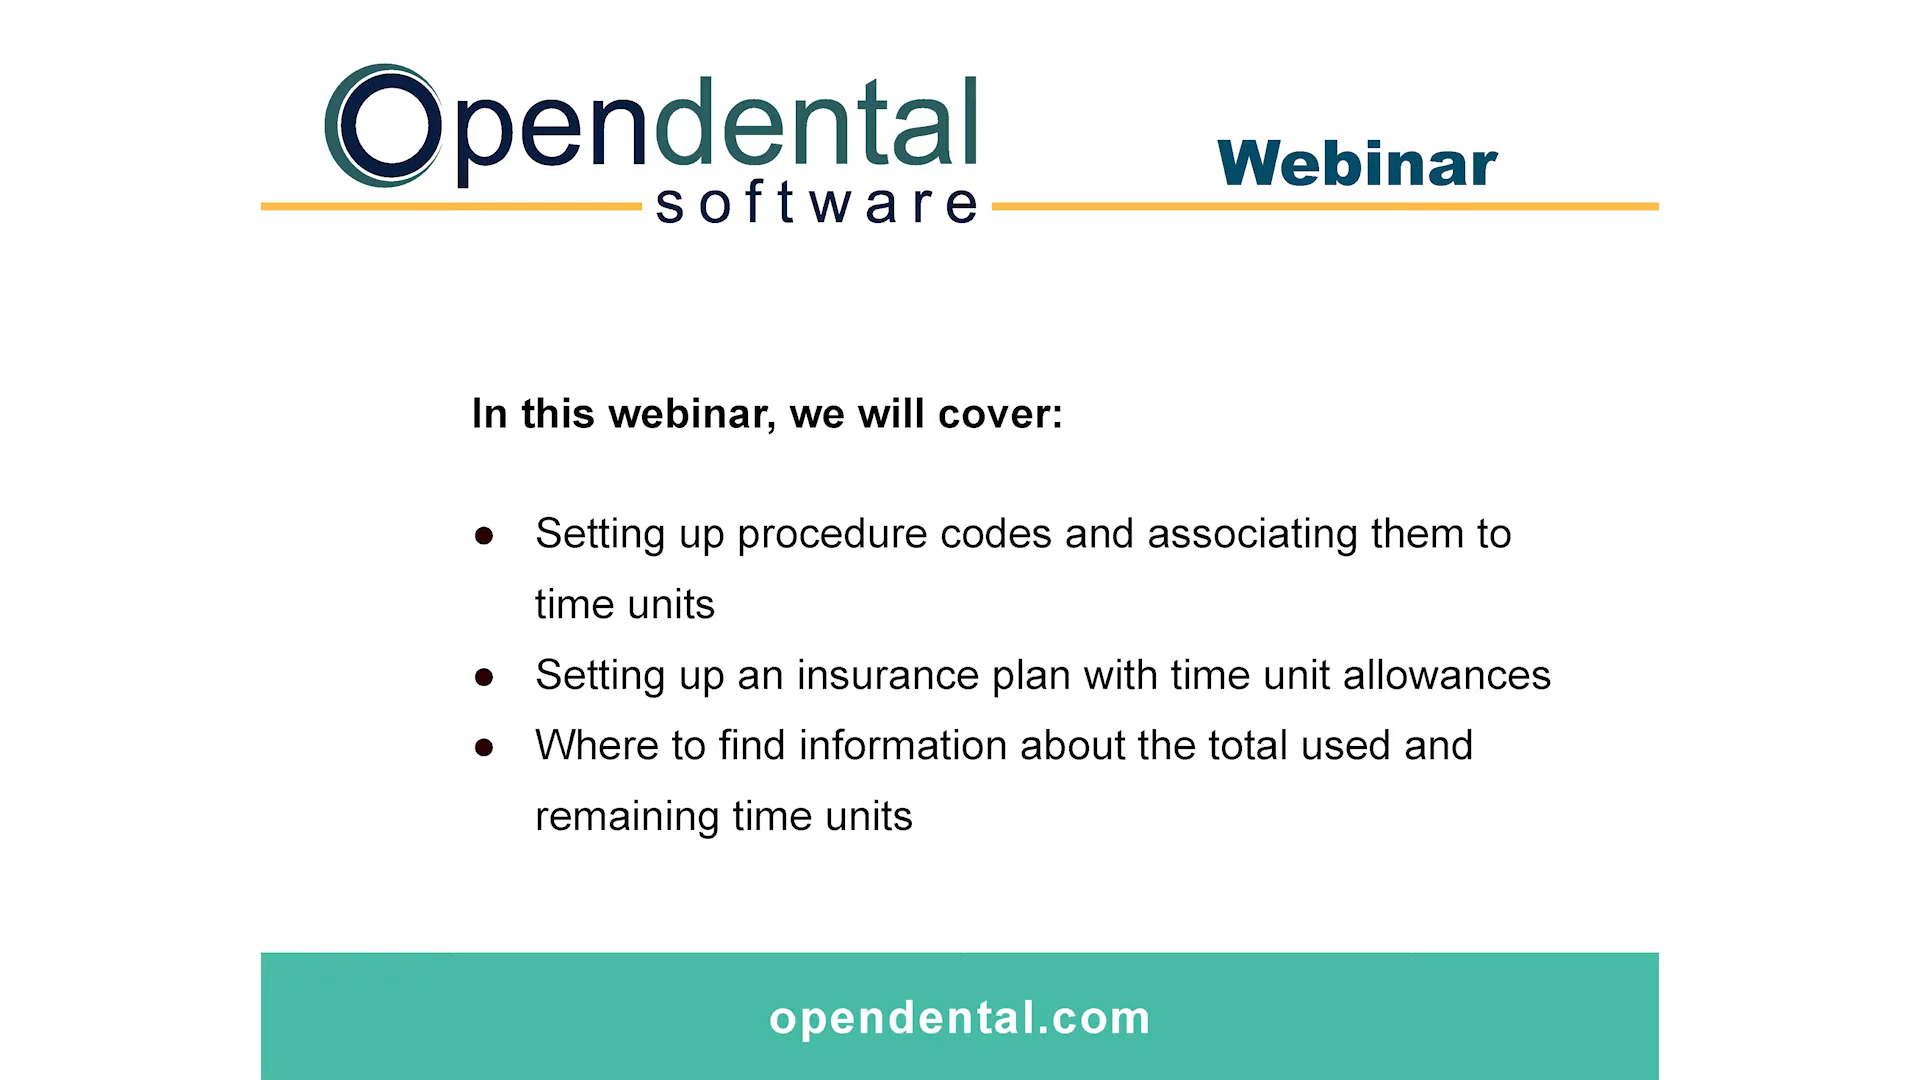 Opendental
software
Webinar
In this webinar, we will cover:
● Setting up procedure codes and associating them to
time units
● Setting up an insurance plan with time unit allowances
● Where to find information about the total used and
remaining time units
opendental.com